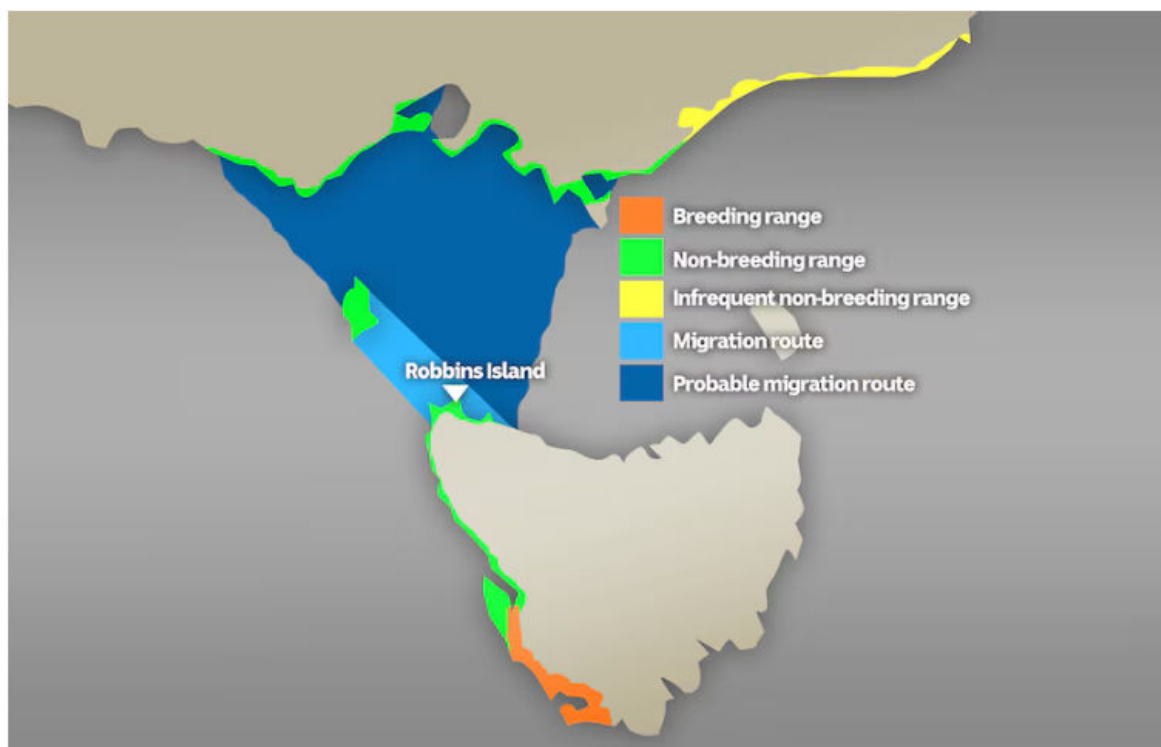 Breeding range
Non-breeding range
Infrequent non-breeding range
Migration route
Robbins Island
Probable migration route